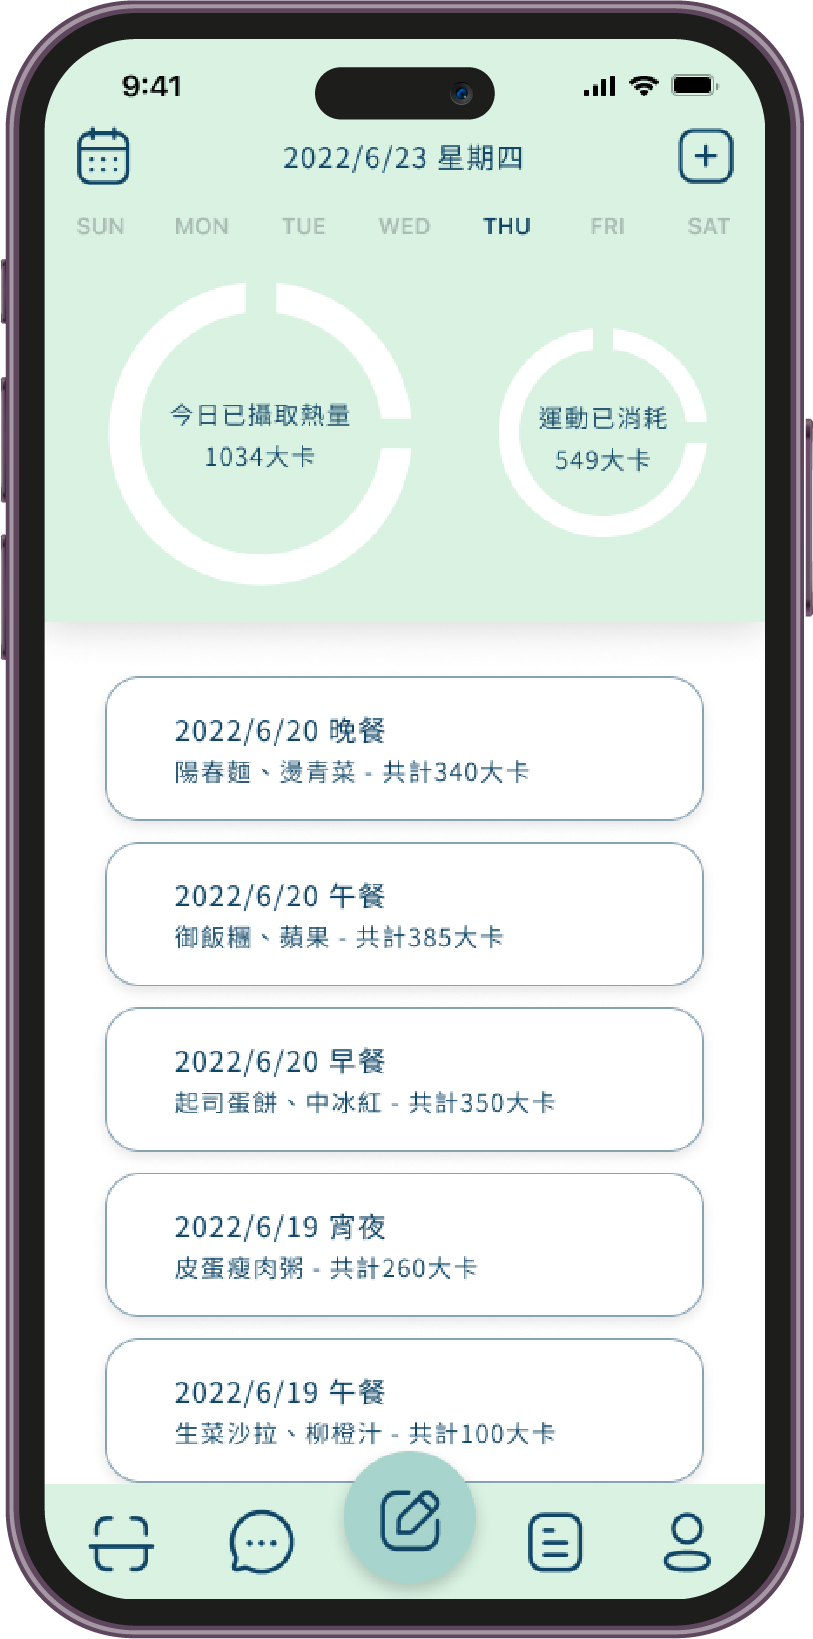 9:41
2022/6/23 星期四
SUN MON TUE WED THU FRI SAT
今日已攝取熱量
1034大卡
運動已消耗
549大卡
2022/6/20 晚餐
陽春麵、燙青菜 - 共計340大卡
2022/6/20 午餐
御飯糰、蘋果 - 共計385大卡
2022/6/20 早餐
起司蛋餅、中冰紅 - 共計350大卡
2022/6/19 宵夜
皮蛋瘦肉粥 - 共計260大卡
2022/6/19 午餐
生菜沙拉、柳橙汁 - 共計100大卡